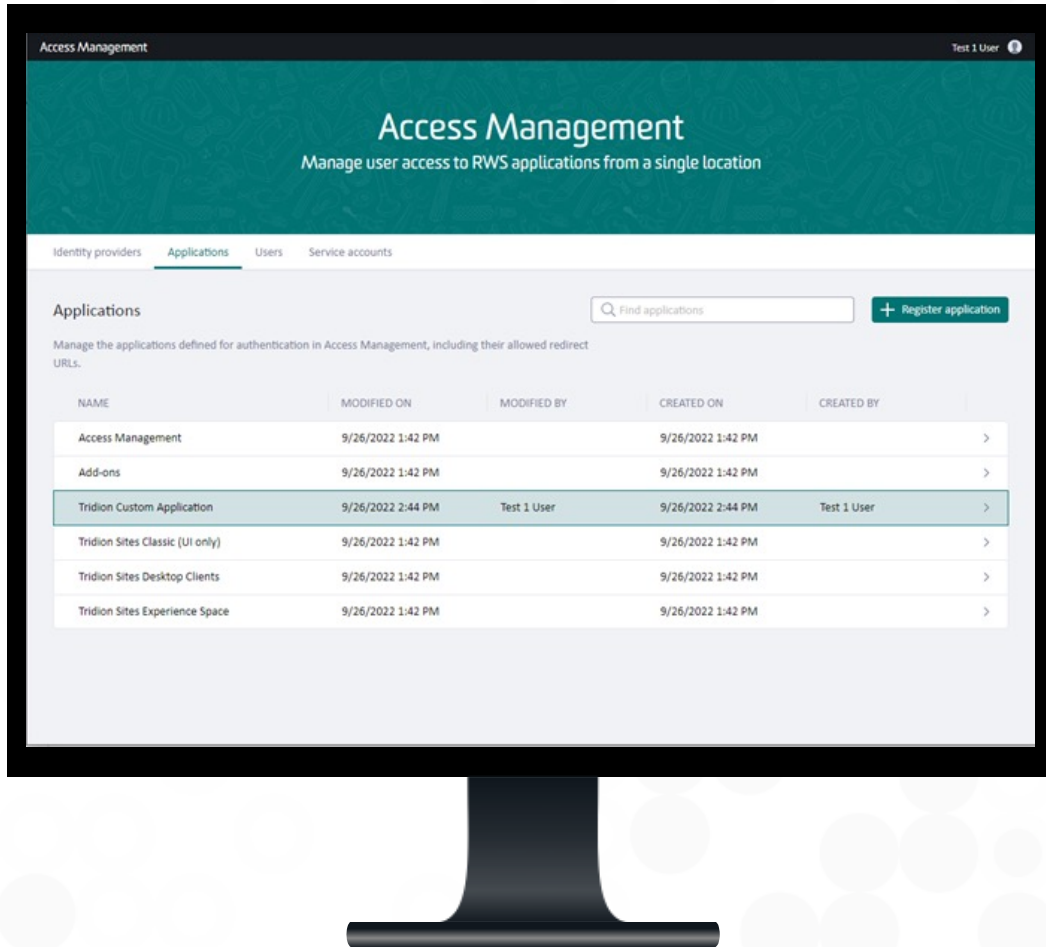 Access Management
Test 1 User
Access Management
Manage user access to RWS applications from a single location
Identity providers Applications Users Service accounts
Applications
Find applications
Register application
Manage the applications defined for authentication in Access Management, including their allowed redirect
URLs.
NAME MODIFIED ON MODIFIED BY CREATED ON CREATED BY
Access Management 9/26/2022 1:42 PM 9/26/2022 1:42 PM
Add-ons 9/26/2022 1:42 PM 9/26/2022 1:42 PM
Tridion Custom Application 9/26/2022 2:44 PM Test 1 User 9/26/2022 2:44 PM Test 1 User
Tridion Sites Classic (UI only) 9/26/2022 1:42 PM 9/26/2022 1:42 PM
Tridion Sites Desktop Clients 9/26/2022 1:42 PM 9/26/2022 1:42 PM
Tridion Sites Experience Space 9/26/2022 1:42 PM 9/26/2022 1:42 PM